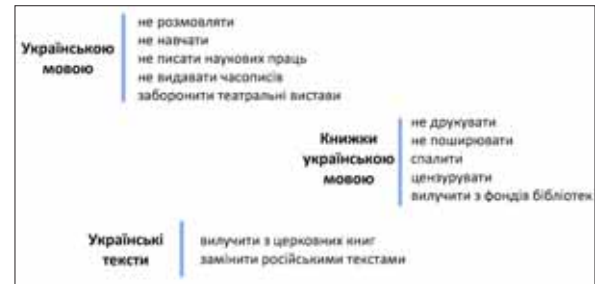 Українською
мовою
не розмовляти
не навчати
не писати наукових праць
не видавати часописів
заборонити театральні вистави
Книжки
українською
мовою
не друкувати
не поширювати
спалити
цензурувати
вилучити з фондів бібліотек
Українські
тексти
вилучити з церковних книг
замінити російськими текстами